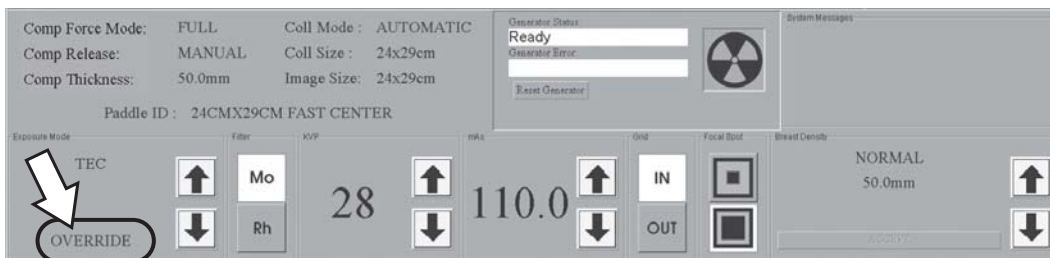 Comp Force Mode: FULL Coll Mode : AUTOMATIC
Comp Release: MANUAL Coll Size : 24x29cm
Comp Thickness: 50.0mm Image Size: 24x29cm
Paddle ID : 24CMX29CM FAST CENTER
Generator Status:
Ready
Generator Error:
Reset Generator
System Messages
Exposure Mode
TEC
OVERRIDE
Filter
Mo
Rh
KVP
28
mAs
110.0
Grid
IN
OUT
Focal Spot
Breast Density
NORMAL
50.0mm
ACCEPT